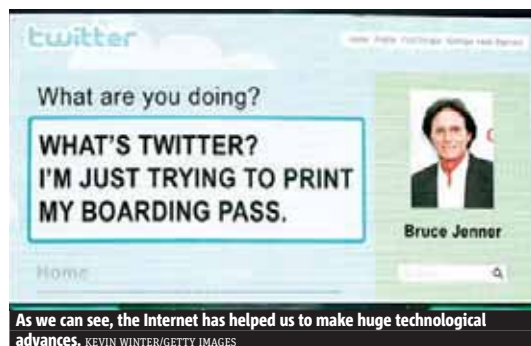 twitter
What are you doing?
WHAT'S TWITTER?
I'M JUST TRYING TO PRINT
MY BOARDING PASS.
Bruce Jenner
Home
As we can see, the Internet has helped us to make huge technological
advances. KEVIN WINTER/GETTY IMAGES